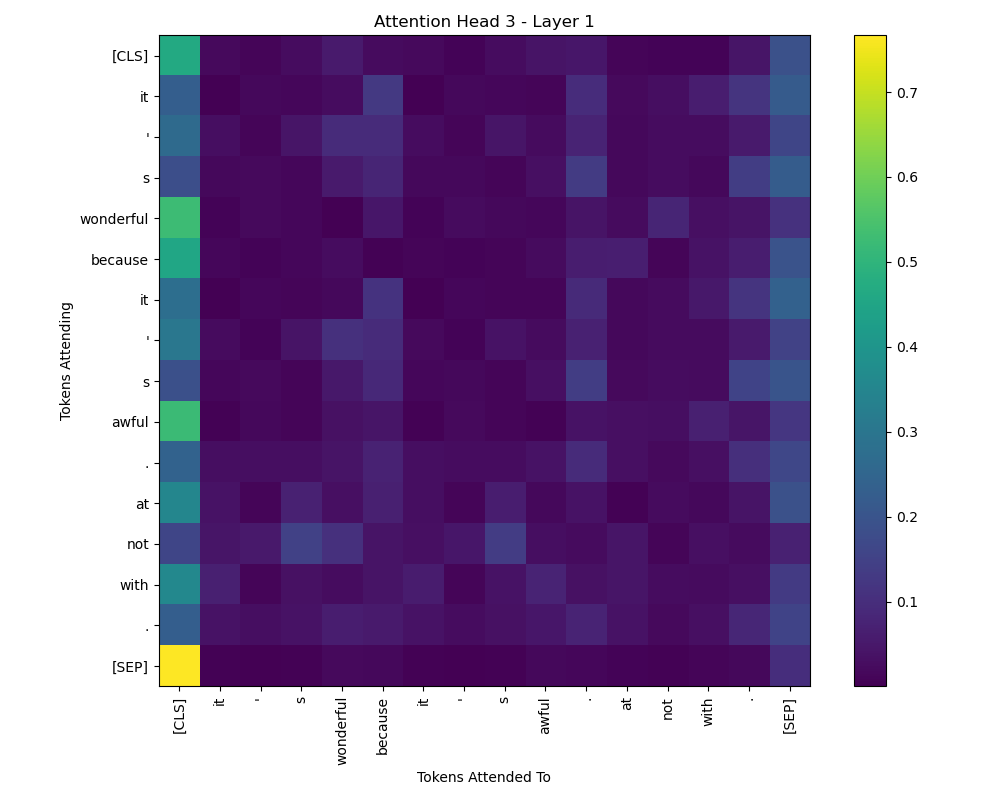 Attention Head 3 - Layer 1
Tokens Attending
[CLS]
it
'
s
wonderful
because
it
'
s
awful
.
at
not
with
.
[SEP]
[CLS]
it
'
s
wonderful
because
it
'
s
awful
.
at
not
with
.
[SEP]
Tokens Attended To
0.7
0.6
0.5
0.4
0.3
0.2
0.1